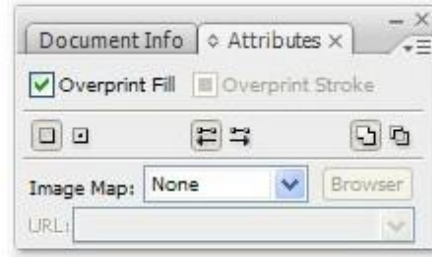 Document Info Attributes
Overprint Fill Overprint Stroke
Image Map: None Browser
URL: